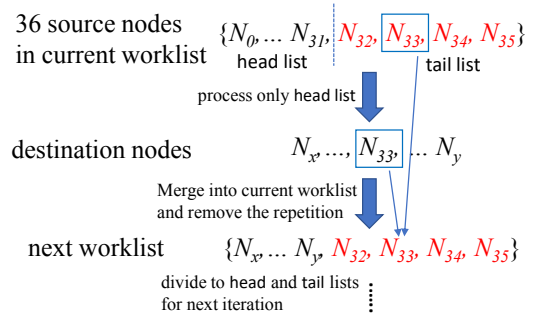 36 source nodes
in current worklist
{N0,... N31, N32, N33, N34, N35}
head list
tail list
process only head list
destination nodes
Nx,..., N33, ... Ny
Merge into current worklist
and remove the repetition
next worklist
{Nx,... Ny, N32, N33, N34, N35}
divide to head and tail lists
for next iteration